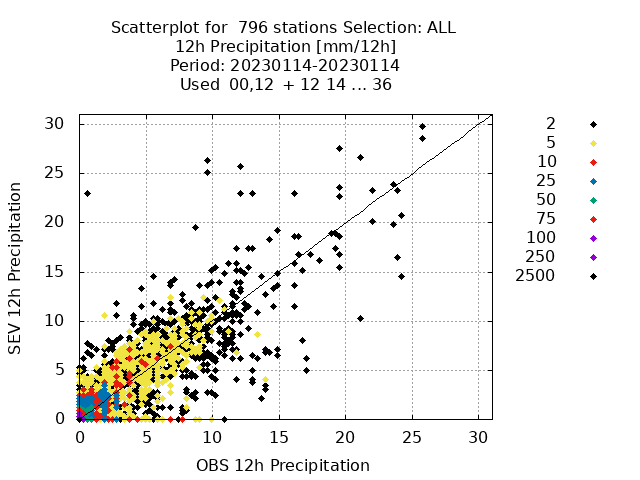 Scatterplot for  796 stations Selection: ALL
12h Precipitation [mm/12h]
Period: 20230114-20230114
Used  00,12  + 12 14 ... 36
30
25
20
15
10
5
0
SEV 12h Precipitation
0 5 10 15 20 25 30
OBS 12h Precipitation
2
5
10
25
50
75
100
250
2500